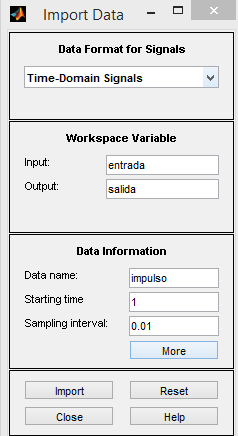 Import Data
Data Format for Signals
Time-Domain Signals
Workspace Variable
Input: entrada
Output: salida
Data Information
Data name: impulso
Starting time 1
Sampling interval: 0.01
More
Import Reset
Close Help